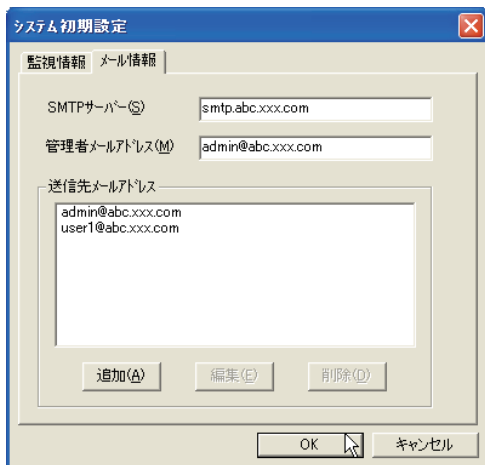 システム初期設定
監視情報 メール情報
SMTPサーバー(S) smtp.abc.xxx.com
管理者メールアドレス(M) admin@abc.xxx.com
送信先メールアドレス
admin@abc.xxx.com
user1@abc.xxx.com
追加(A) 編集(E) 削除(D)
OK キャンセル